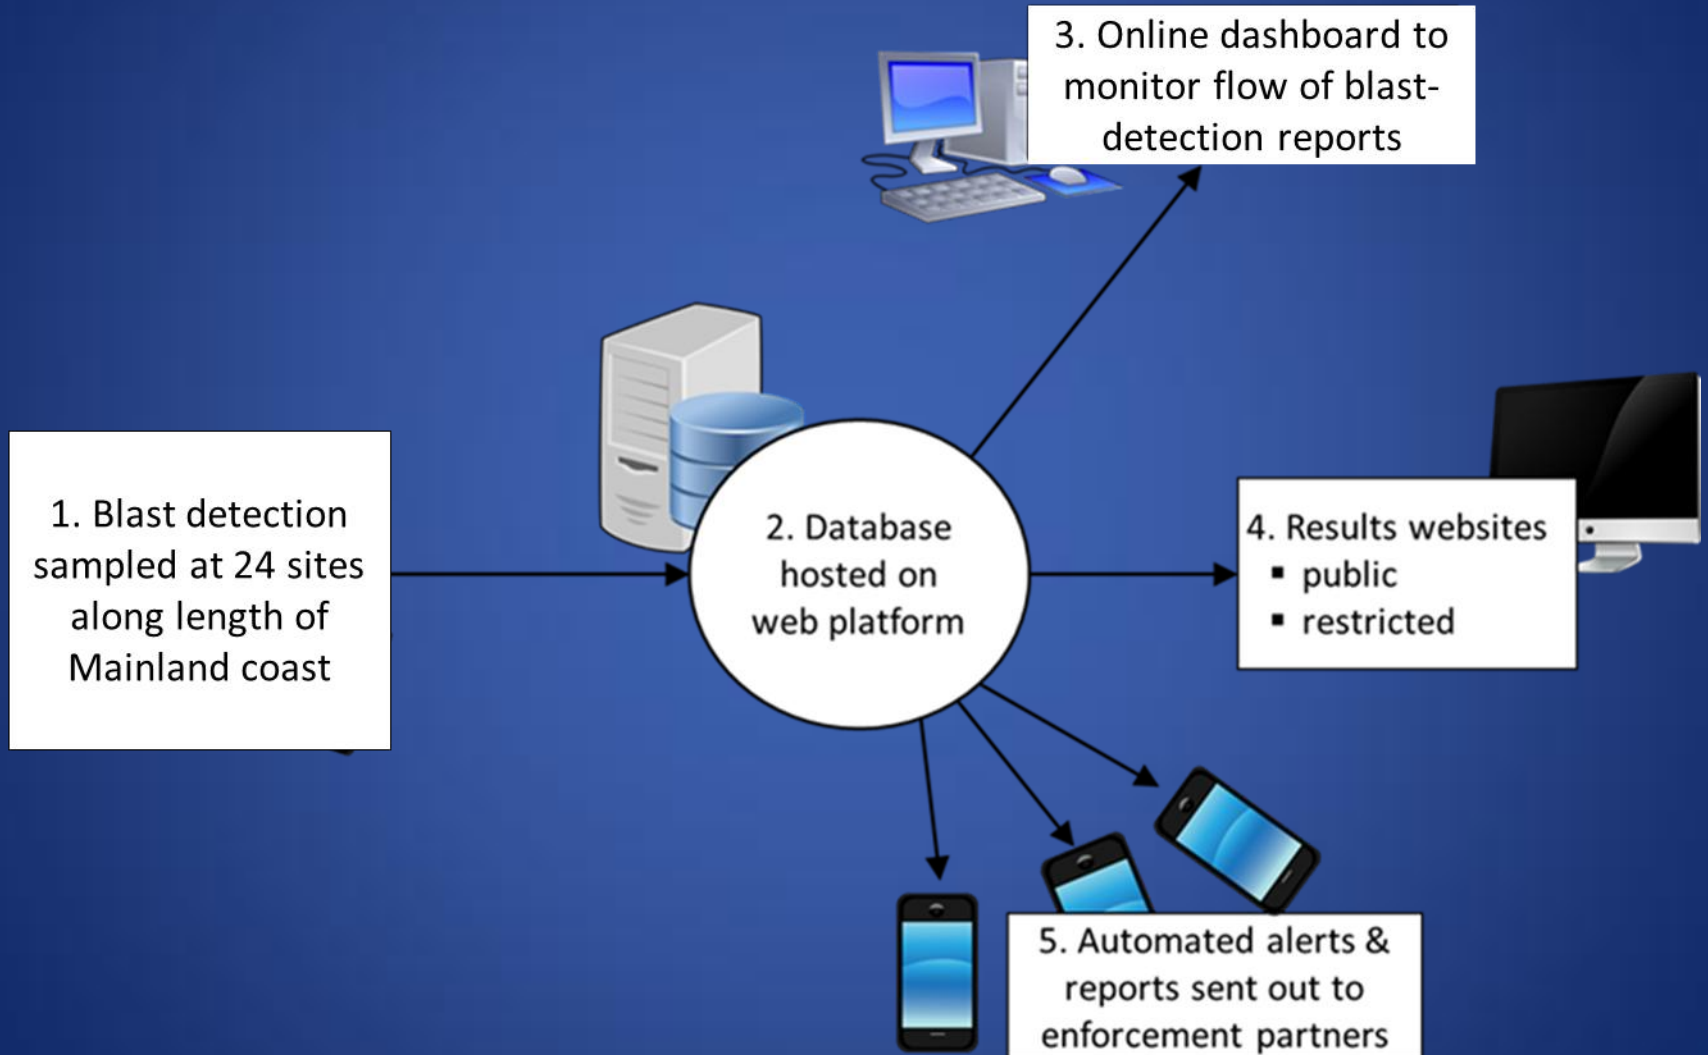 1. Blast detection
sampled at 24 sites
along length of
Mainland coast
2. Database
hosted on
web platform
3. Online dashboard to
monitor flow of blast-
detection reports
4. Results websites
▪ public
▪ restricted
5. Automated alerts &
reports sent out to
enforcement partners